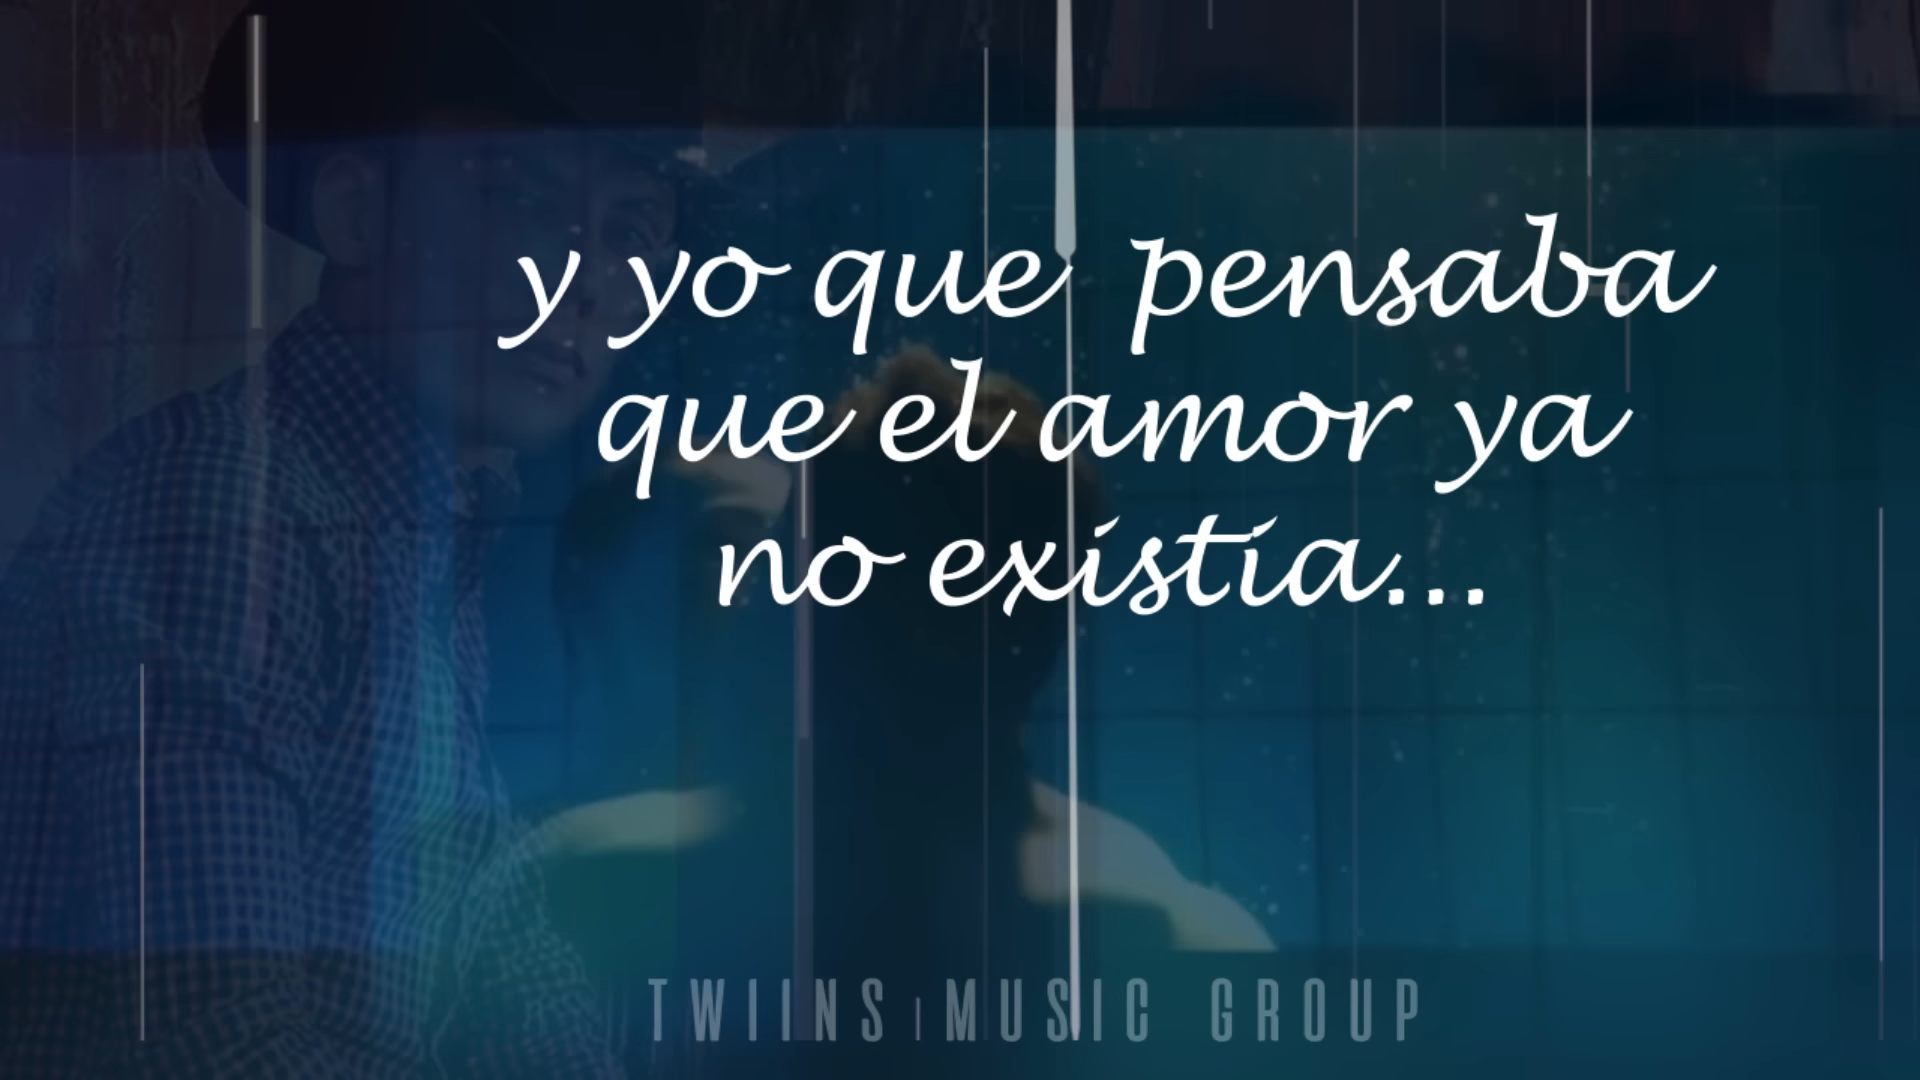 y yo que pensaba
que el amor ya
no existía...
TWIINS MUSIC GROUP